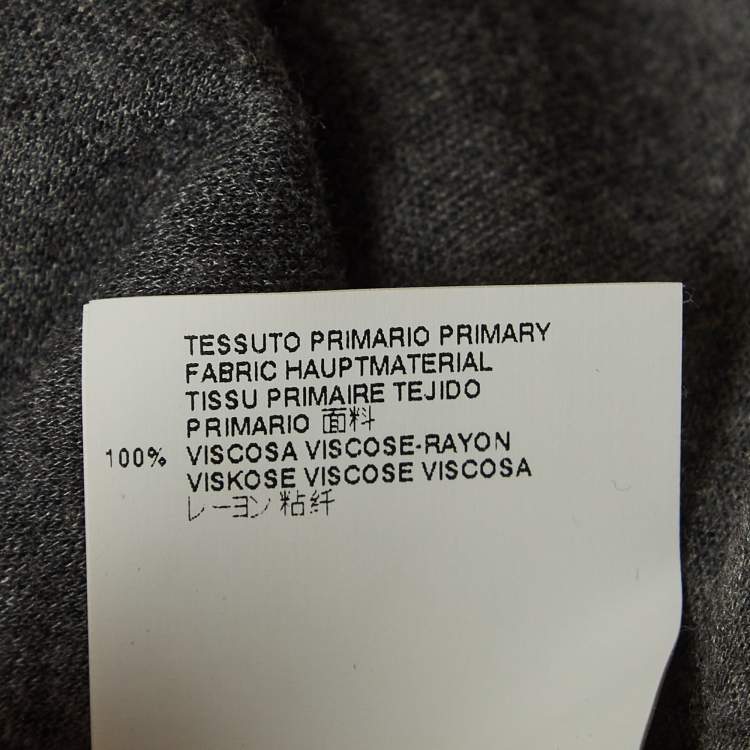 TESSUTO PRIMARIO PRIMARY
FABRIC HAUPTMATERIAL
TISSU PRIMAIRE TEJIDO
PRIMARIO 面料
100% VISCOSA VISCOSE-RAYON
VISKOSE VISCOSE VISCOSA
レーヨン 粘纤